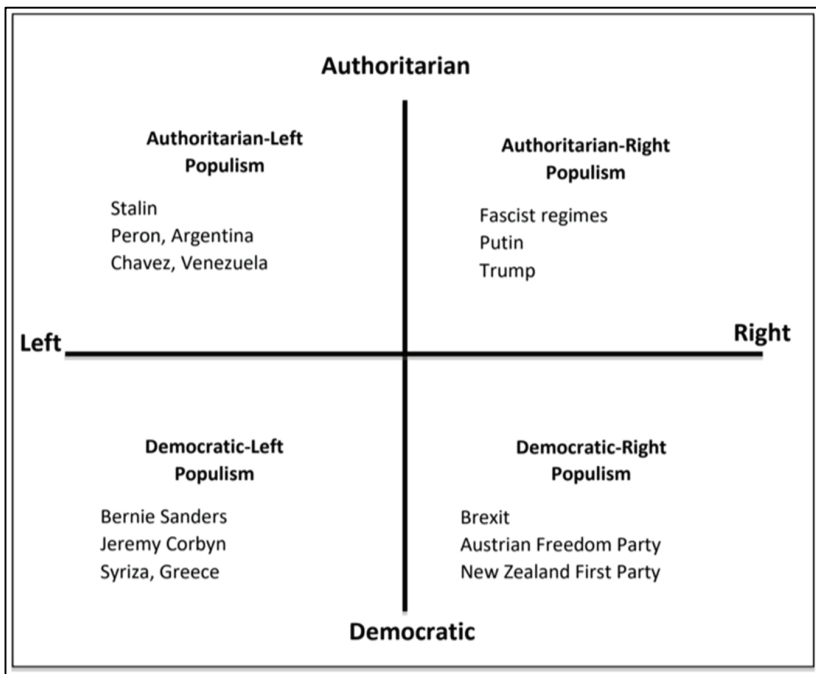 Authoritarian
Authoritarian-Left
Populism
Stalin
Peron, Argentina
Chavez, Venezuela
Authoritarian-Right
Populism
Fascist regimes
Putin
Trump
Left
Right
Democratic-Left
Populism
Bernie Sanders
Jeremy Corbyn
Syriza, Greece
Democratic-Right
Populism
Brexit
Austrian Freedom Party
New Zealand First Party
Democratic